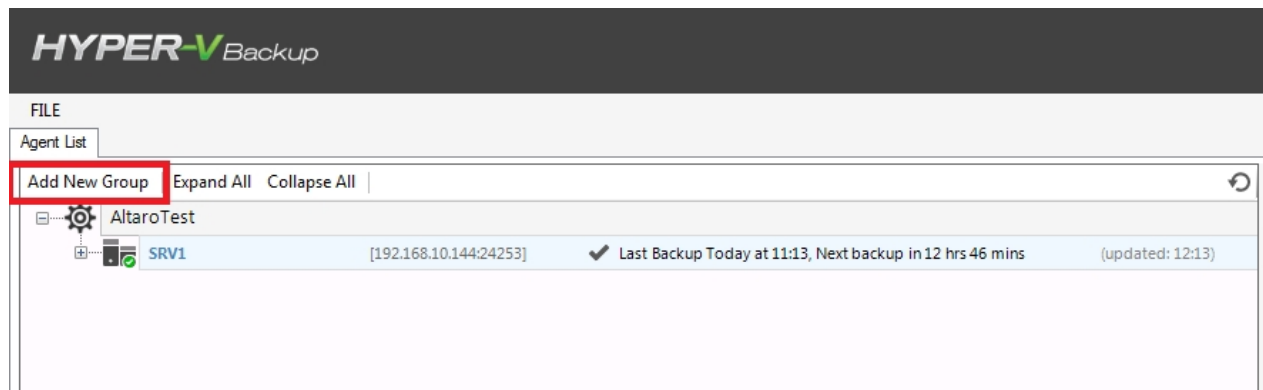 HYPER-V Backup
FILE
Agent List
Add New Group Expand All Collapse All
AltaroTest
SRV1 [192.168.10.144:24253] Last Backup Today at 11:13, Next backup in 12 hrs 46 mins (updated: 12:13)